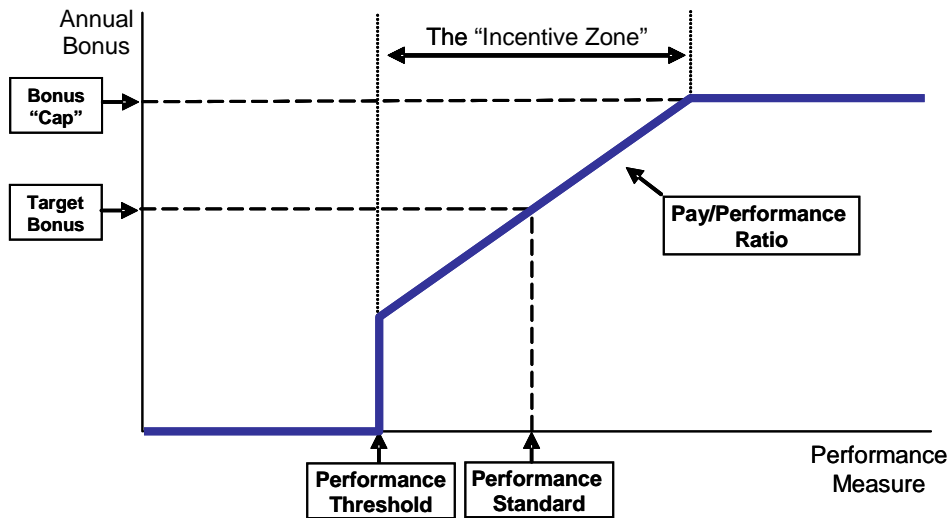 Annual
Bonus
The “Incentive Zone”
Bonus
“Cap”
Target
Bonus
Pay/Performance
Ratio
Performance
Threshold
Performance
Standard
Performance
Measure